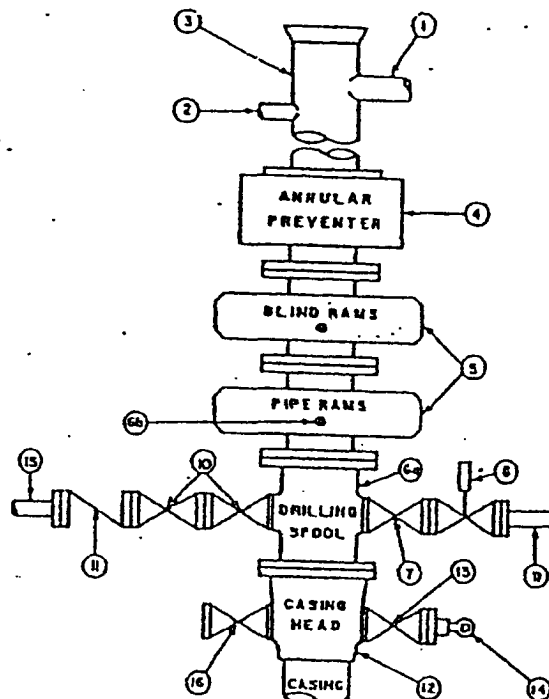 3
1
2
ANNULAR
PREVENTER
4
BLIND RAMS
5
PIPE RAMS
6b
6a
8
15
10
DRILLING
SPOOL
11
7
13
CASING
HEAD
16
12
14
CASING